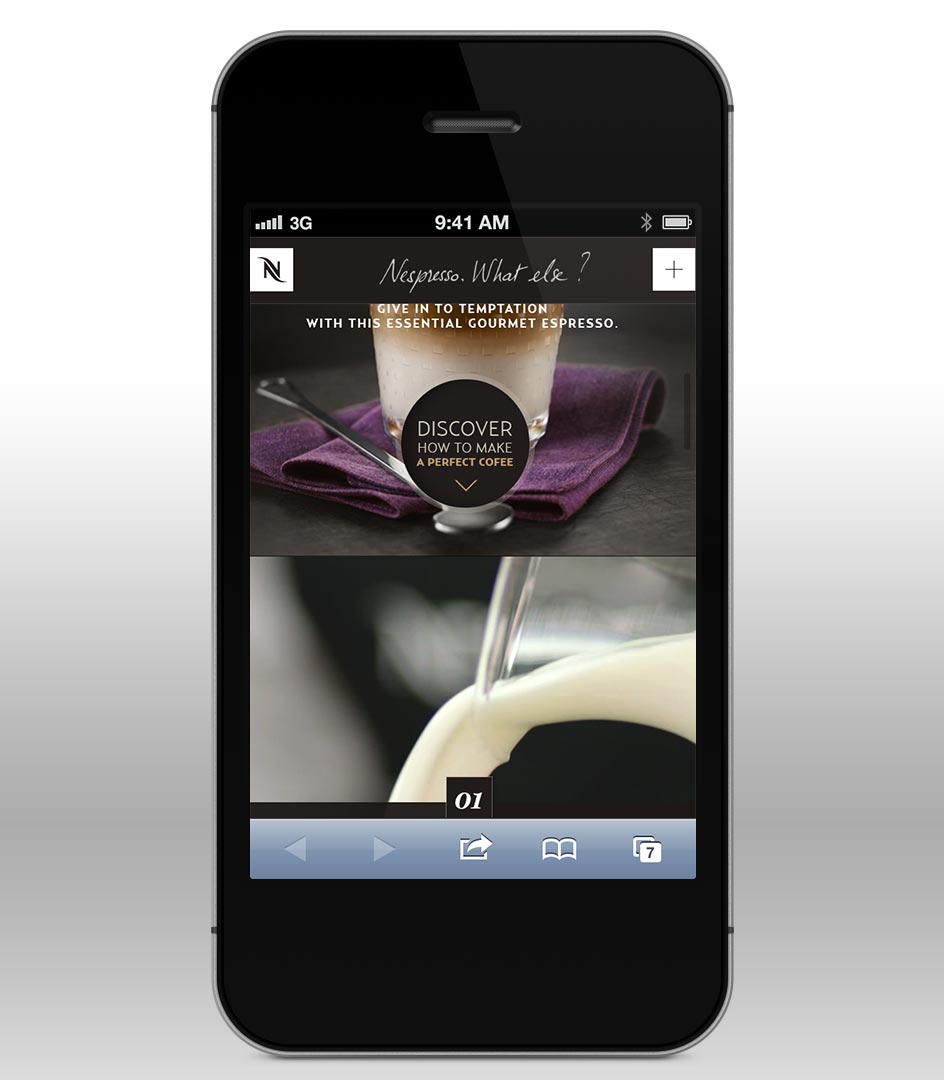 3G 9:41 AM
N Nespresso. What else ? +
GIVE IN TO TEMPTATION
WITH THIS ESSENTIAL GOURMET ESPRESSO.
DISCOVER
HOW TO MAKE
A PERFECT COFEE
01
7